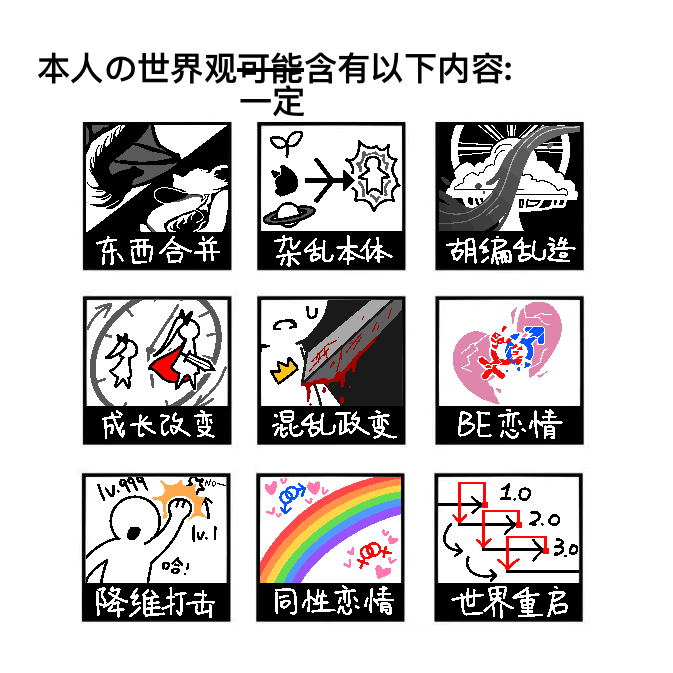 本人の世界观可能含有以下内容:
一定
东西合并
杂乱本体
胡编乱造
成长改变
混乱政变
BE恋情
lv.999
NO~
lv.1
哈!
降维打击
同性恋情
1.0
2.0
3.0
世界重启